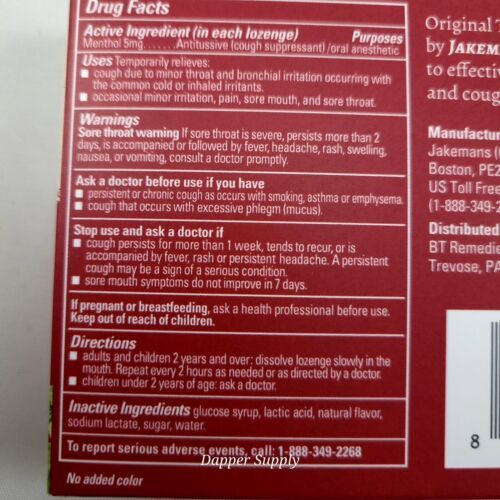 Drug Facts
Active Ingredient (in each lozenge) Purposes
Menthol 5mg.......Antitussive (cough suppressant) /oral anesthetic
Uses Temporarily relieves:
■ cough due to minor throat and bronchial irritation occurring with
the common cold or inhaled irritants.
■ occasional minor irritation, pain, sore mouth, and sore throat.
Warnings
Sore throat warning If sore throat is severe, persists more than 2
days, is accompanied or followed by fever, headache, rash, swelling,
nausea, or vomiting, consult a doctor promptly.
Ask a doctor before use if you have
■ persistent or chronic cough as occurs with smoking, asthma or emphysema.
■ cough that occurs with excessive phlegm (mucus).
Stop use and ask a doctor if
■ cough persists for more than 1 week, tends to recur, or is
accompanied by fever, rash or persistent headache. A persistent
cough may be a sign of a serious condition.
■ sore mouth symptoms do not improve in 7 days.
If pregnant or breastfeeding, ask a health professional before use.
Keep out of reach of children.
Directions
■ adults and children 2 years and over: dissolve lozenge slowly in the
mouth. Repeat every 2 hours as needed or as directed by a doctor.
■ children under 2 years of age: ask a doctor.
Inactive Ingredients glucose syrup, lactic acid, natural flavor,
sodium lactate, sugar, water.
To report serious adverse events, call: 1-888-349-2268
Dapper Supply
No added color
Original
by JAKEM
to effectiv
and coug
Manufactur
Jakemans (
Boston, PE2
US Toll Free
(1-888-349-2
Distributed
BT Remedie
Trevose, PA
8